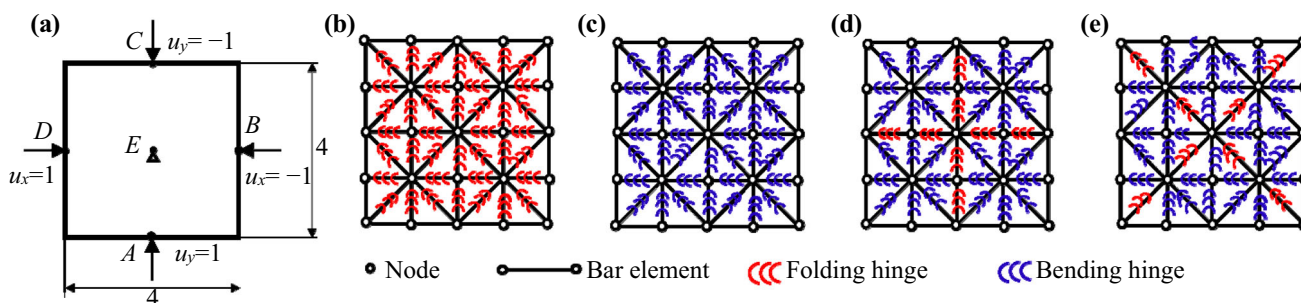 (a)
C
u_y = −1
D
E
B
4
u_x=1
u_x= −1
A
u_y=1
4
(b)
(c)
(d)
(e)
Node
Bar element
Folding hinge
Bending hinge